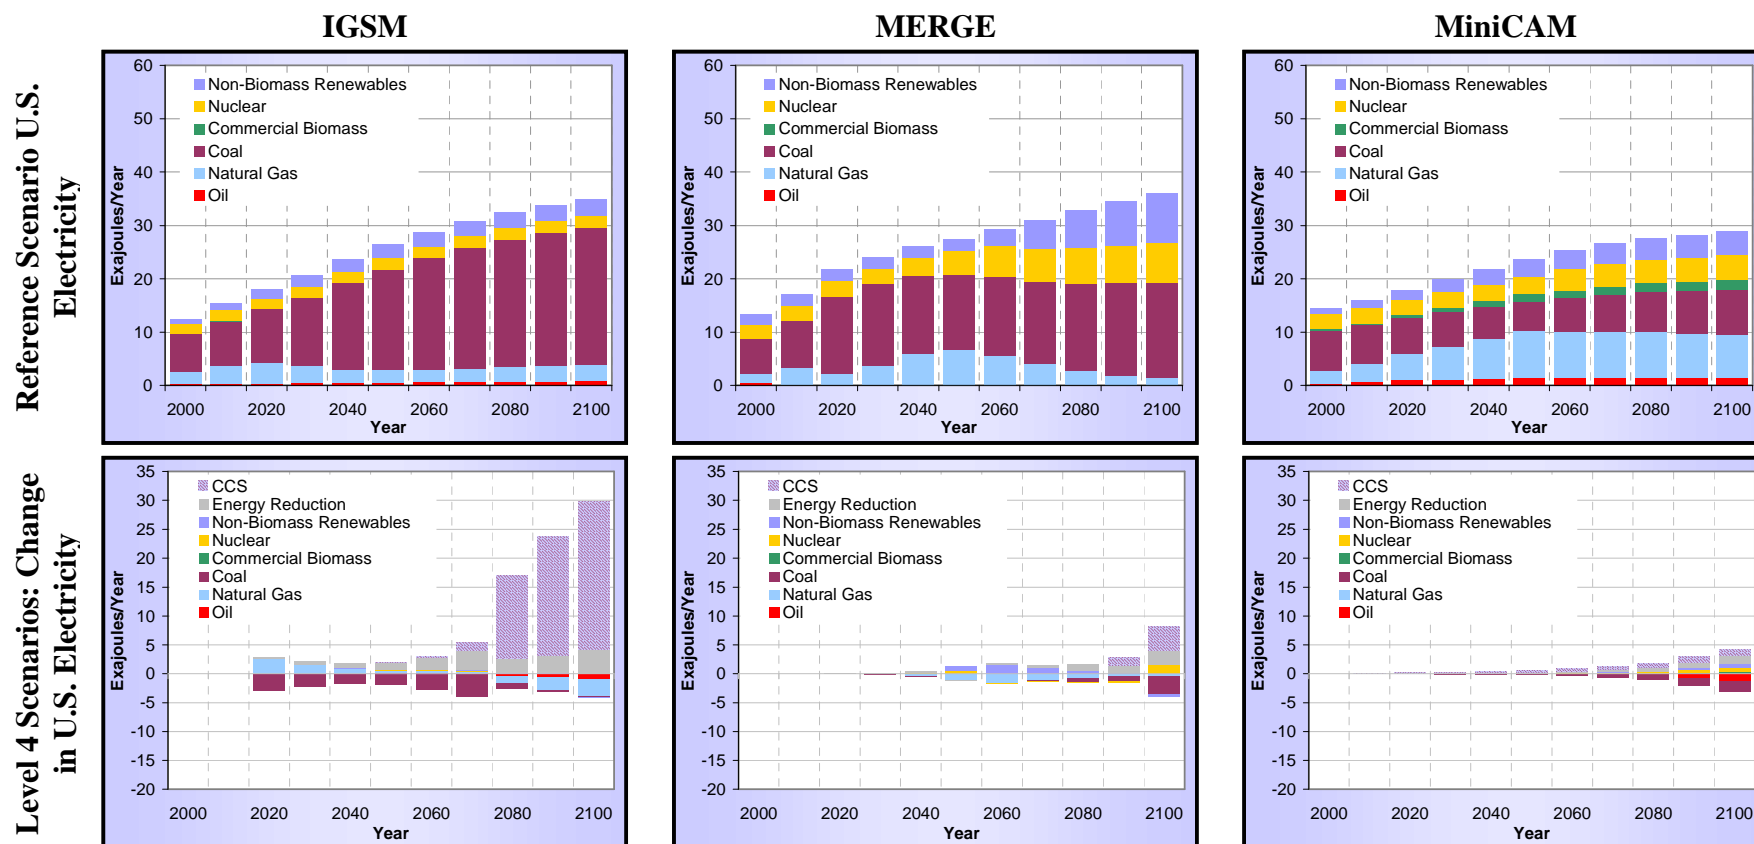 IGSM
MERGE
MiniCAM
Reference Scenario U.S.
Electricity
Exajoules/Year
60
50
40
30
20
10
0
Non-Biomass Renewables
Nuclear
Commercial Biomass
Coal
Natural Gas
Oil
2000 2020 2040 2060 2080 2100
Year
Exajoules/Year
60
50
40
30
20
10
0
Non-Biomass Renewables
Nuclear
Commercial Biomass
Coal
Natural Gas
Oil
2000 2020 2040 2060 2080 2100
Year
Exajoules/Year
60
50
40
30
20
10
0
Non-Biomass Renewables
Nuclear
Commercial Biomass
Coal
Natural Gas
Oil
2000 2020 2040 2060 2080 2100
Year
Level 4 Scenarios: Change
in U.S. Electricity
Exajoules/Year
35
30
25
20
15
10
5
0
-5
-10
-15
-20
CCS
Energy Reduction
Non-Biomass Renewables
Nuclear
Commercial Biomass
Coal
Natural Gas
Oil
2000 2020 2040 2060 2080 2100
Year
Exajoules/Year
35
30
25
20
15
10
5
0
-5
-10
-15
-20
CCS
Energy Reduction
Non-Biomass Renewables
Nuclear
Commercial Biomass
Coal
Natural Gas
Oil
2000 2020 2040 2060 2080 2100
Year
Exajoules/Year
35
30
25
20
15
10
5
0
-5
-10
-15
-20
CCS
Energy Reduction
Non-Biomass Renewables
Nuclear
Commercial Biomass
Coal
Natural Gas
Oil
2000 2020 2040 2060 2080 2100
Year